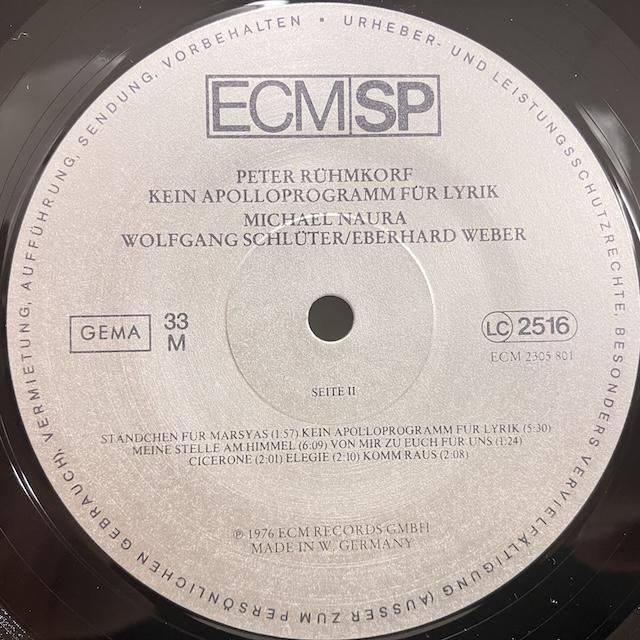 URHEBER- UND LEISTUNGSSCHUTZRECHTE, BESONDERS VERVIELFÄLTIGUNG (AUSSER ZUM PERSÖNLICHEN GEBRAUCH), VERMIETUNG, AUFFÜHRUNG, SENDUNG, VORBEHALTEN •
ECM SP
PETER RÜHMKORF
KEIN APOLLOPROGRAMM FÜR LYRIK
MICHAEL NAURA
WOLFGANG SCHLÜTER/EBERHARD WEBER
GEMA 33 LC 2516
M
ECM 2305 801
SEITE II
STÄNDCHEN FÜR MARSYAS (1:57) KEIN APOLLOPROGRAMM FÜR LYRIK (5:30)
MEINE STELLE AM HIMMEL (6:09) VON MIR ZU EUCH FÜR UNS (1:24)
CICERONE (2:01) ELEGIE (2:10) KOMM RAUS (2:08)
℗ 1976 ECM RECORDS GMBH
MADE IN W. GERMANY